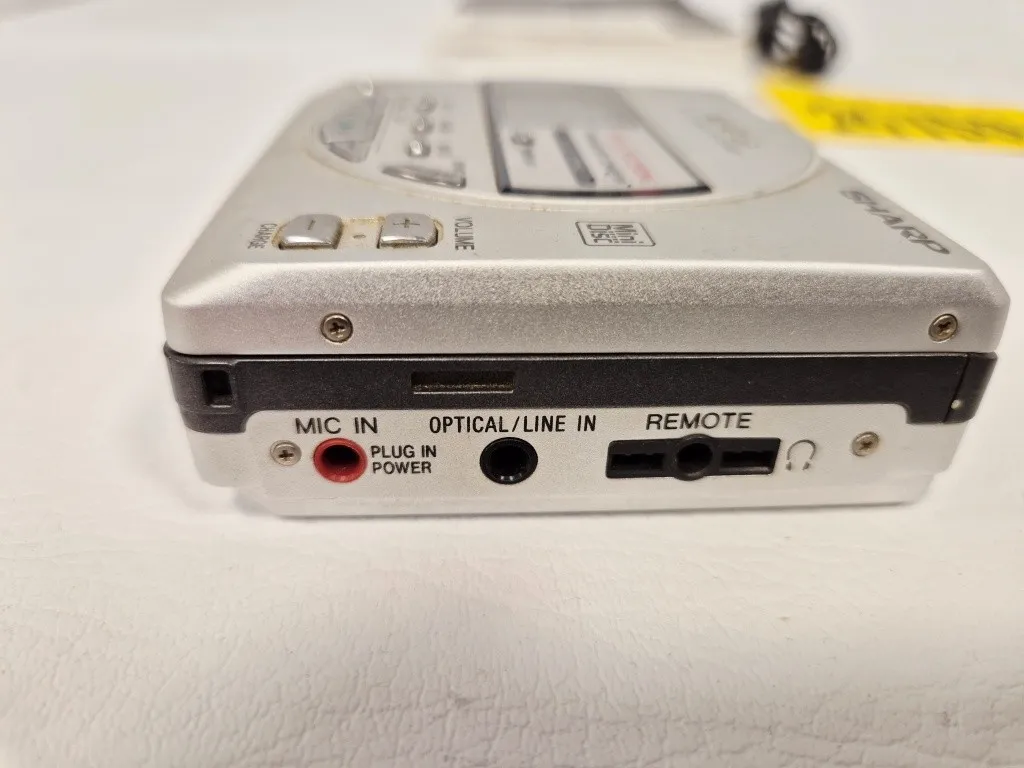 SHARP
CHARGE
− + VOLUME
Mini
DISC
MIC IN
PLUG IN
POWER
OPTICAL/LINE IN
REMOTE